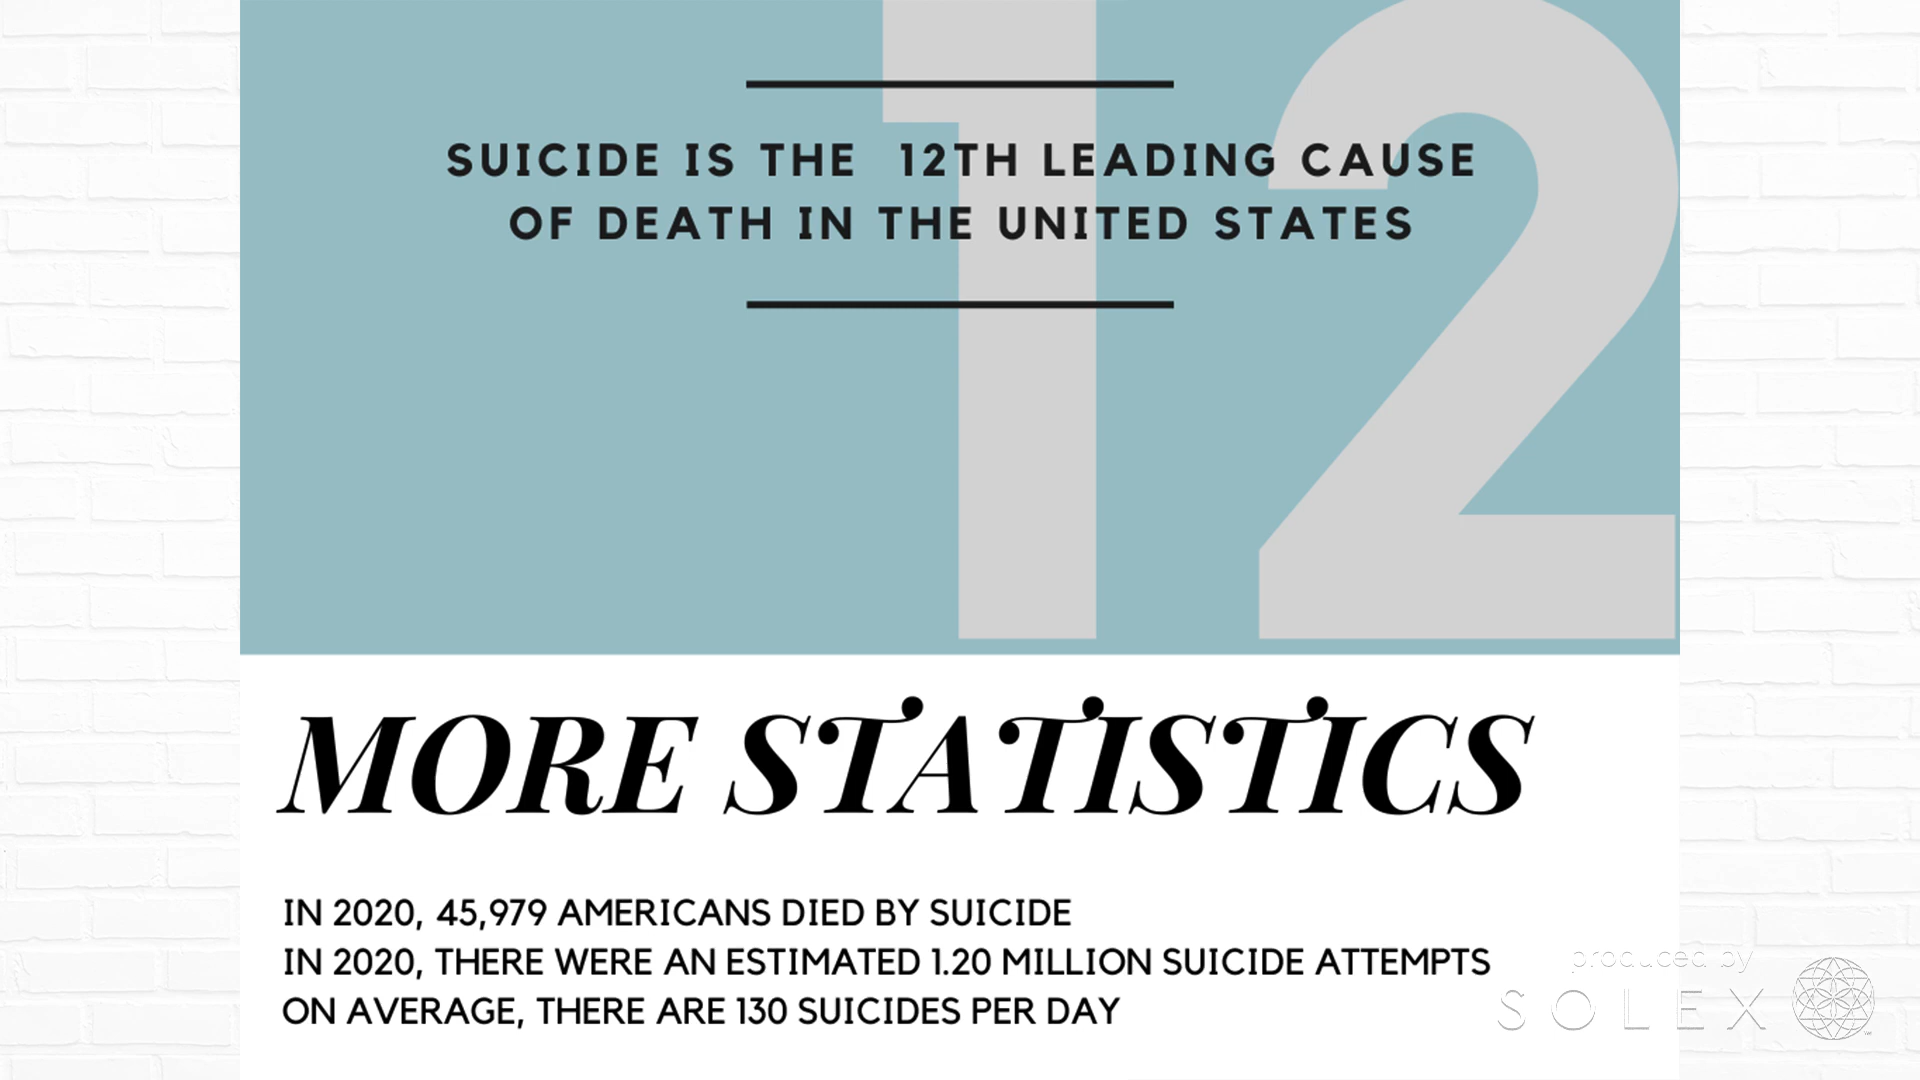 12
SUICIDE IS THE 12TH LEADING CAUSE
OF DEATH IN THE UNITED STATES
MORE STATISTICS
IN 2020, 45,979 AMERICANS DIED BY SUICIDE
IN 2020, THERE WERE AN ESTIMATED 1.20 MILLION SUICIDE ATTEMPTS
ON AVERAGE, THERE ARE 130 SUICIDES PER DAY
produced by
SOLEX